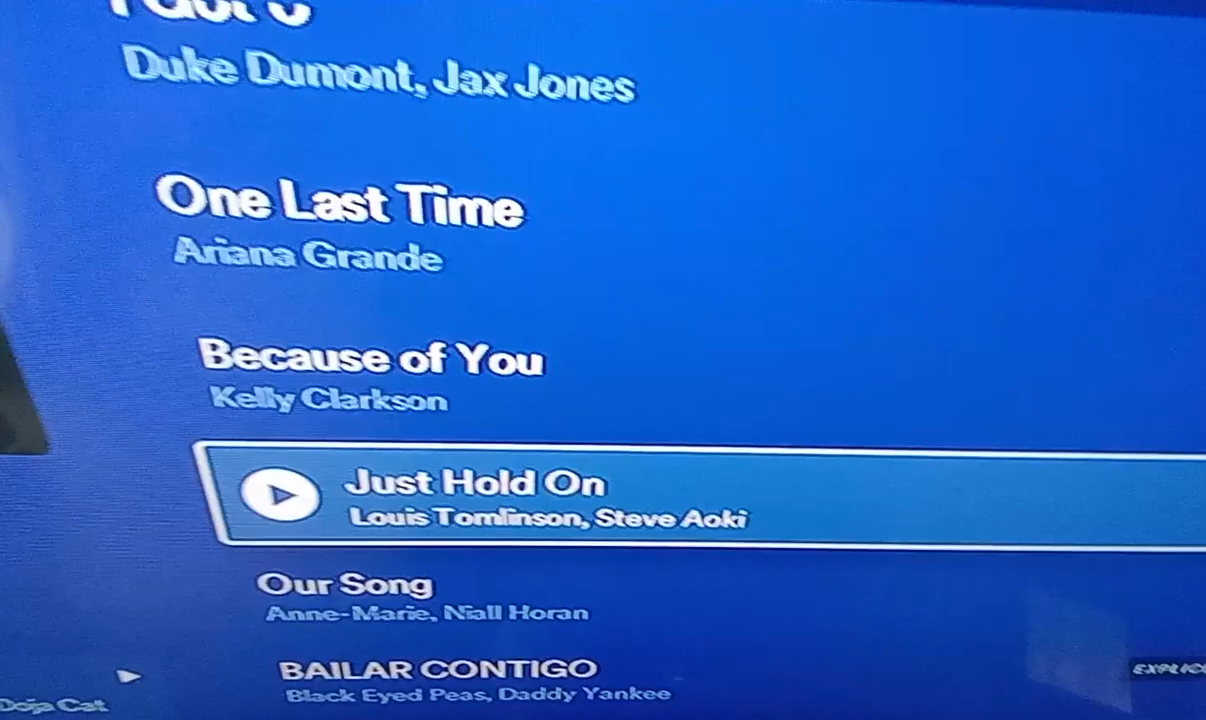 Duke Dumont, Jax Jones
One Last Time
Ariana Grande
Because of You
Kelly Clarkson
Just Hold On
Louis Tomlinson, Steve Aoki
Our Song
Anne-Marie, Niall Horan
BAILAR CONTIGO
Black Eyed Peas, Daddy Yankee
Doja Cat